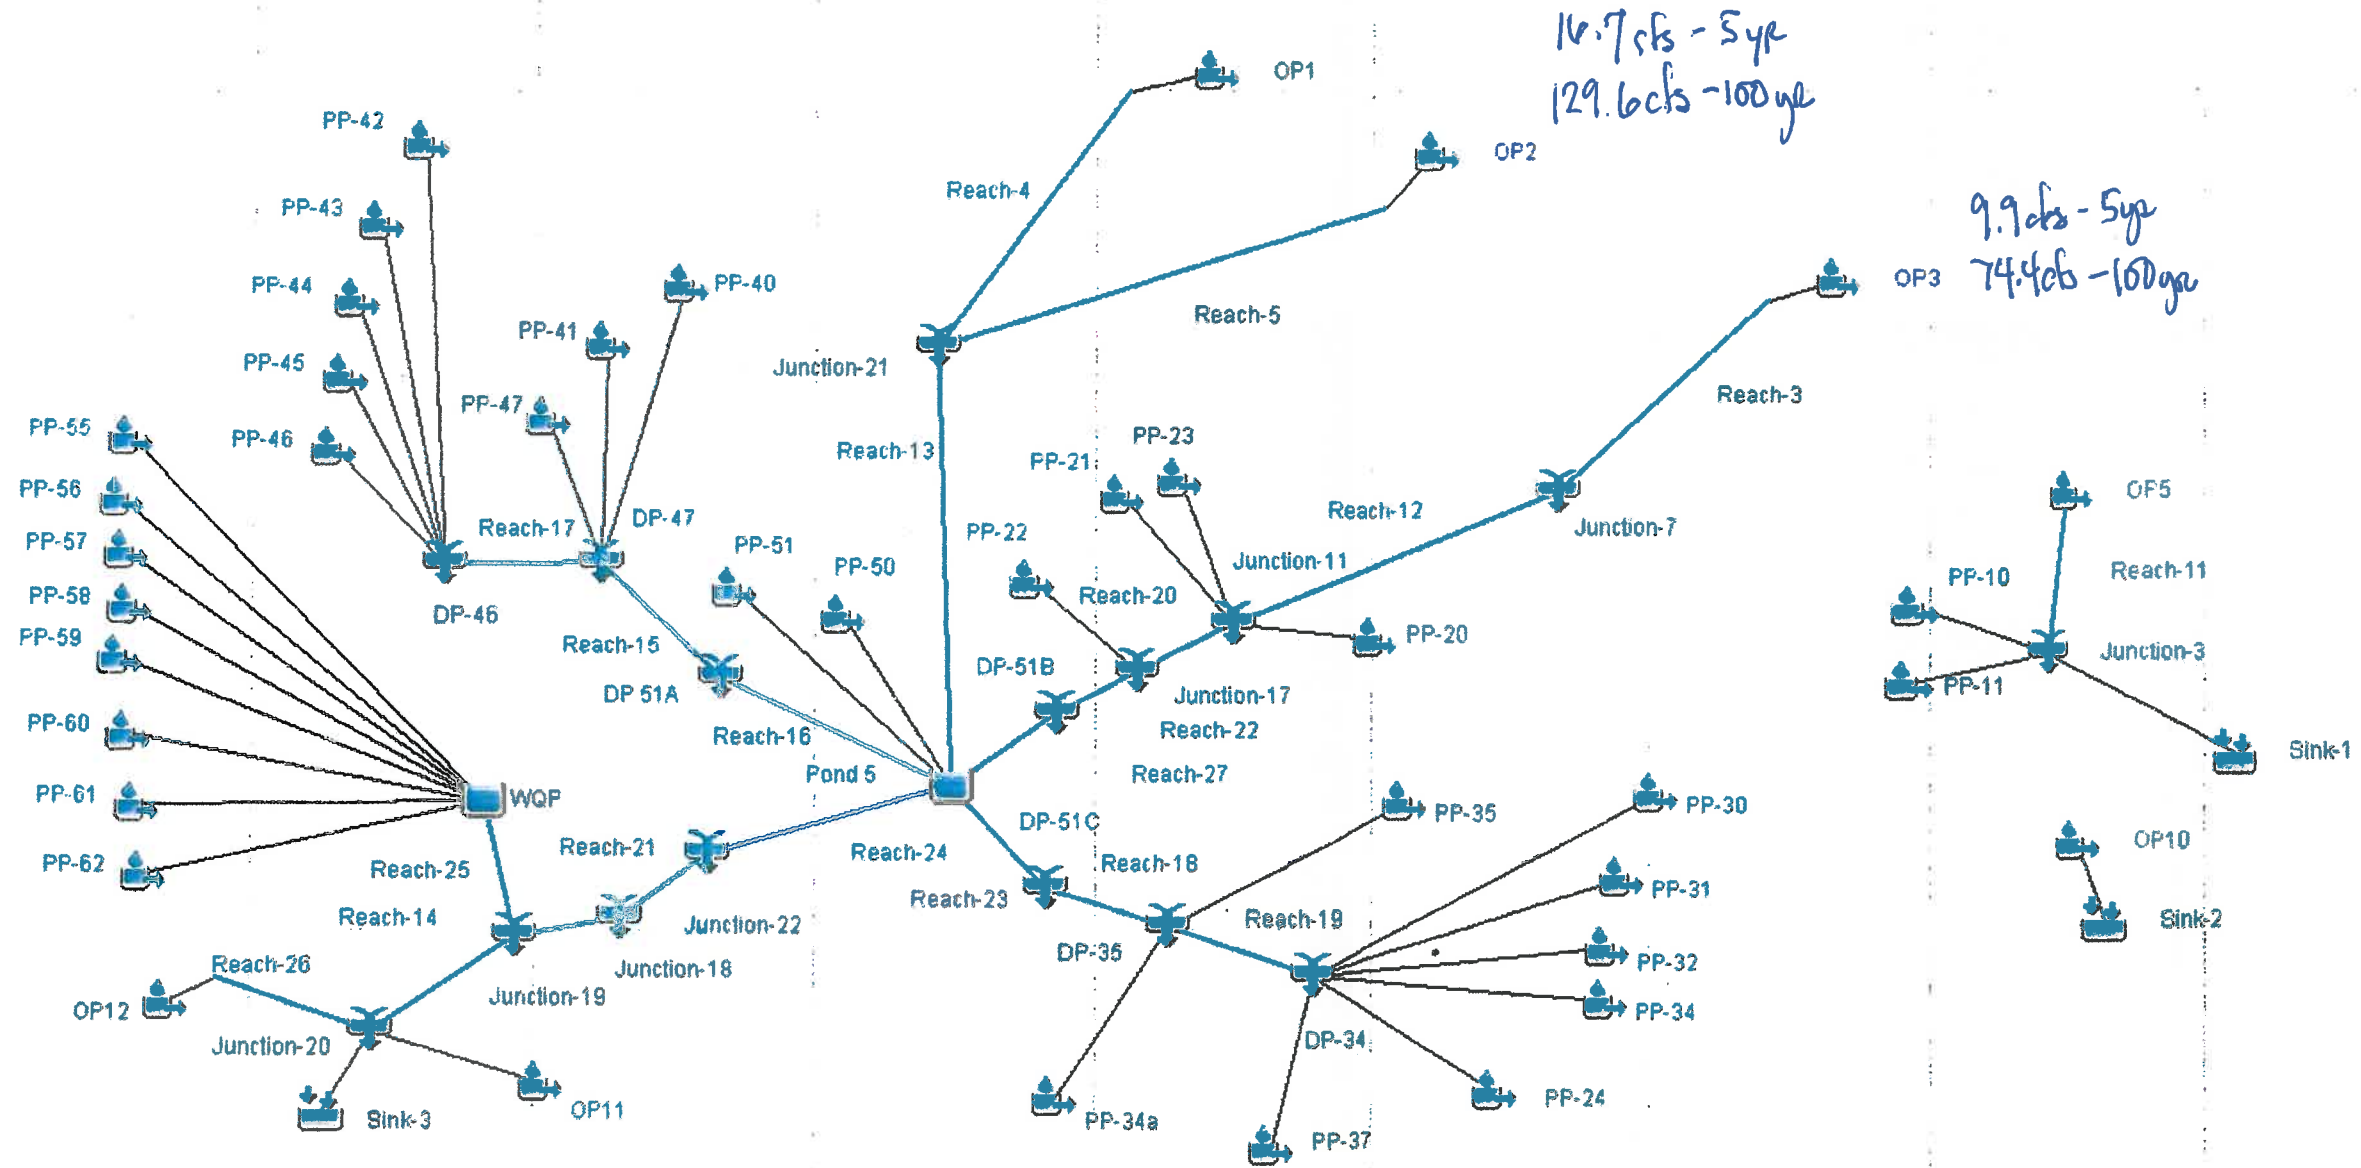 16.7 cfs - 5 yr
129.6 cfs - 100 yr
OP1
PP-42
OP2
Reach-4
PP-43
9.9 cfs - 5yr
74.4 cfs - 100 yr
OP3
PP-44
PP-40
Reach-5
PP-41
Junction-21
PP-45
Reach-3
PP-47
PP-55
PP-46
Reach-13
PP-23
PP-21
PP-56
OP5
Reach-17
DP-47
Reach-12
Junction-7
PP-57
PP-51
PP-22
PP-50
Junction-11
Reach-11
PP-10
PP-58
DP-46
Reach-20
PP-59
Reach-15
PP-20
DP 51A
DP-51B
Junction-3
PP-11
Junction-17
PP-60
Reach-16
Reach-22
Sink-1
Pond 5
Reach-27
PP-61
WQP
PP-35
PP-30
DP-51C
OP10
PP-62
Reach-25
Reach-21
Reach-24
Reach-18
PP-31
Reach-23
Reach-14
Junction-22
Reach-19
Sink-2
DP-35
PP-32
Reach-26
Junction-18
Junction-19
OP12
PP-34
Junction-20
DP-34
Sink-3
OP11
PP-34a
PP-24
PP-37